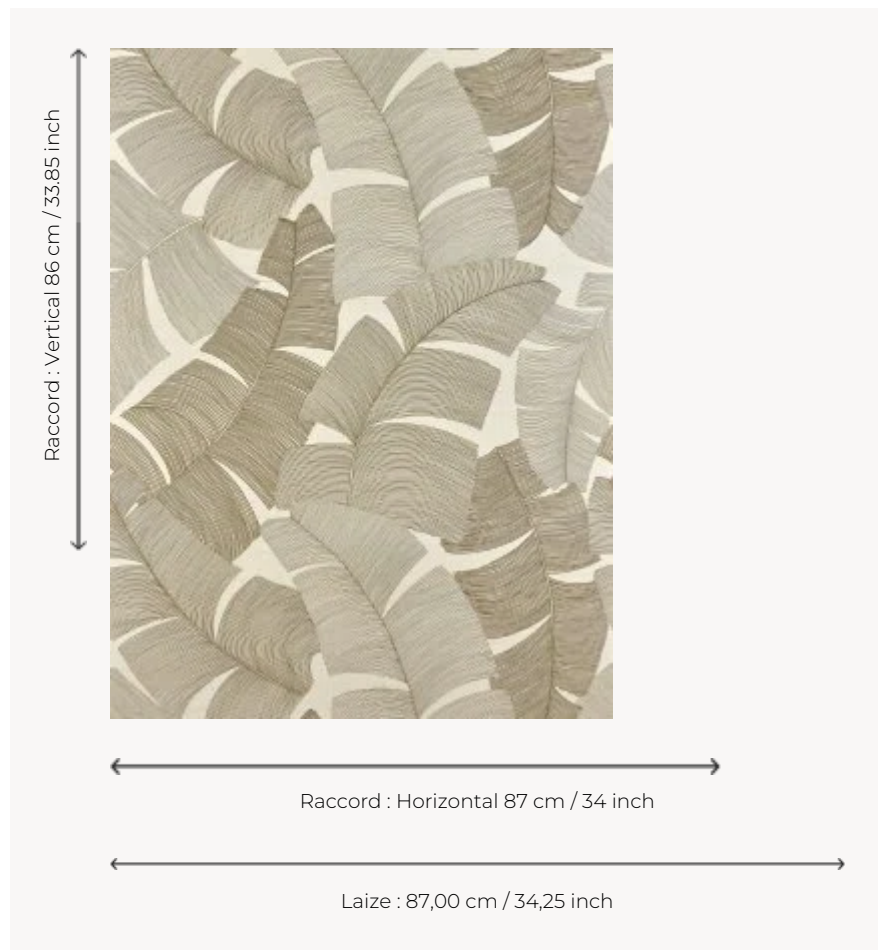 Raccord : Vertical 86 cm / 33.85 inch
Raccord : Horizontal 87 cm / 34 inch
Laize : 87,00 cm / 34,25 inch